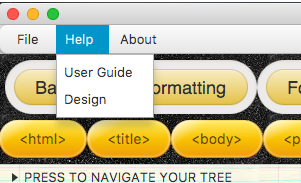 File Help About
User Guide
Design
Ba ormatting Fo
<html> <title> <body> <p
PRESS TO NAVIGATE YOUR TREE